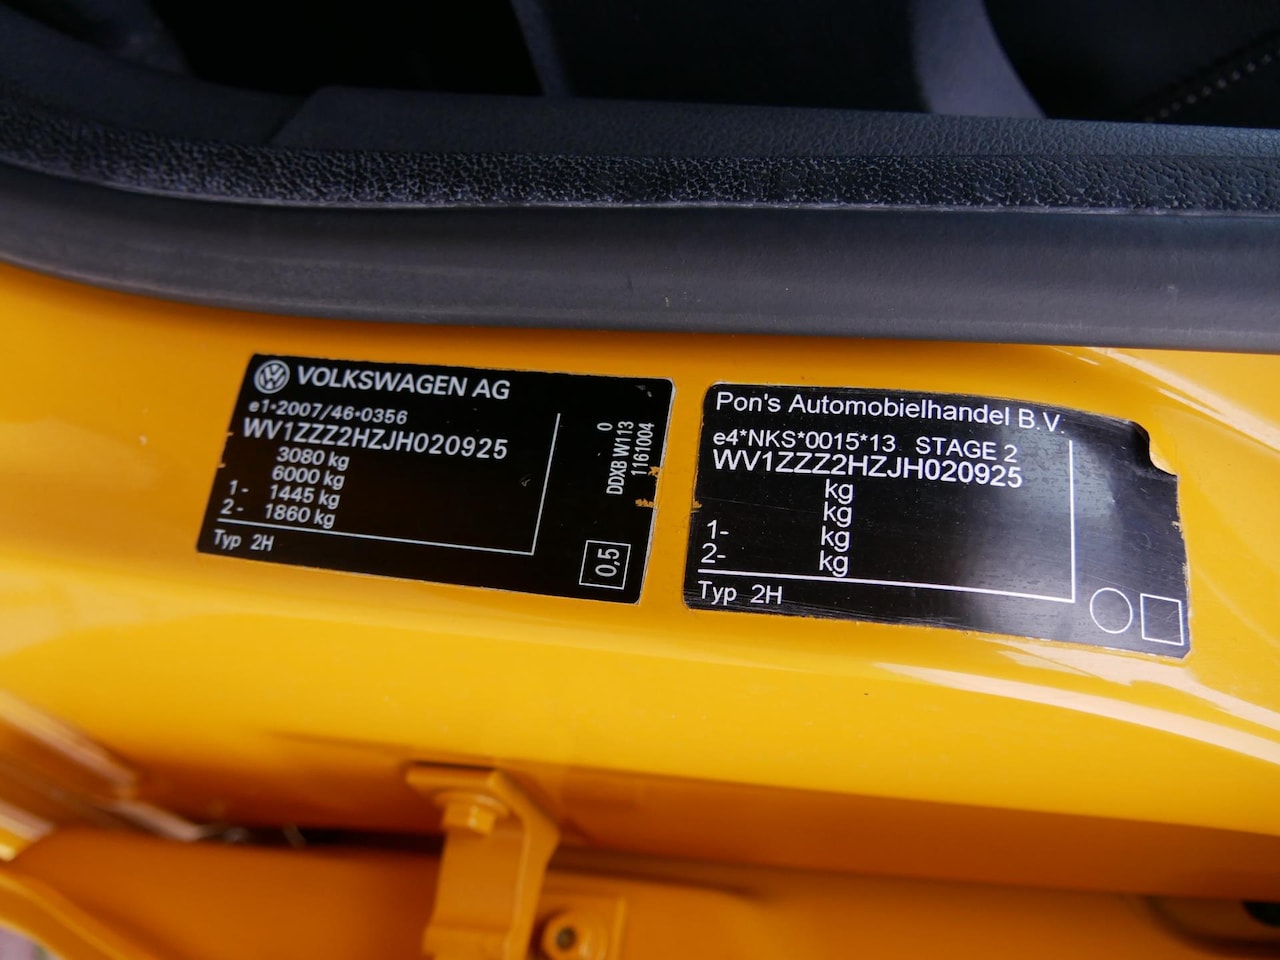 VOLKSWAGEN AG
e1*2007/46*0356
WV1ZZZ2HZJH020925
3080 kg
6000 kg
1- 1445 kg
2- 1860 kg
Typ 2H
0
DDXB W113
1161004
0,5
Pon's Automobielhandel B.V.
e4*NKS*0015*13 STAGE 2
WV1ZZZ2HZJH020925
kg
kg
1- kg
2- kg
Typ 2H